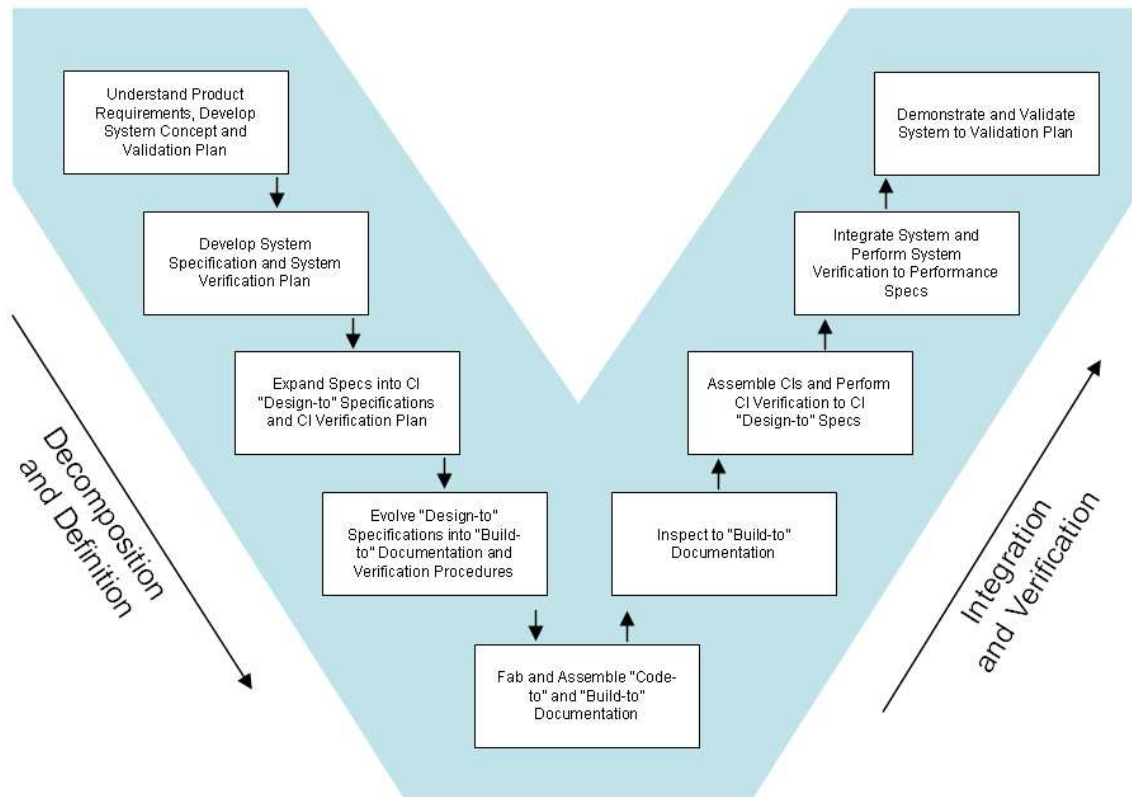 Understand Product
Requirements, Develop
System Concept and
Validation Plan
Develop System
Specification and System
Verification Plan
Expand Specs into CI
"Design-to" Specifications
and CI Verification Plan
Evolve "Design-to"
Specifications into "Build-
to" Documentation and
Verification Procedures
Fab and Assemble "Code-
to" and "Build-to"
Documentation
Inspect to "Build-to"
Documentation
Assemble CIs and Perform
CI Verification to CI
"Design-to" Specs
Integrate System and
Perform System
Verification to Performance
Specs
Demonstrate and Validate
System to Validation Plan
Decomposition
and Definition
Integration
and Verification